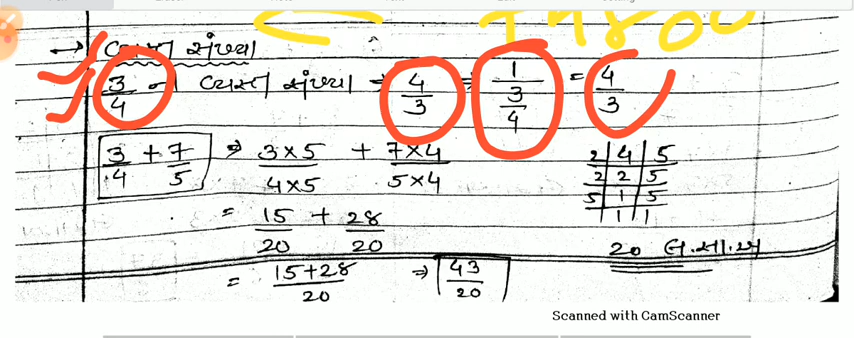 → વ્યસ્ત સંખ્યા
3/4 ની વ્યસ્ત સંખ્યા → 4/3 ⇒ 1/(3/4) = 4/3
3/4 + 7/5 ⇒ (3×5)/(4×5) + (7×4)/(5×4)
= 15/20 + 28/20
= (15+28)/20 ⇒ 43/20
2 | 4 | 5
2 | 2 | 5
5 | 1 | 5
1 | 1
20 લ.સા.અ
Scanned with CamScanner